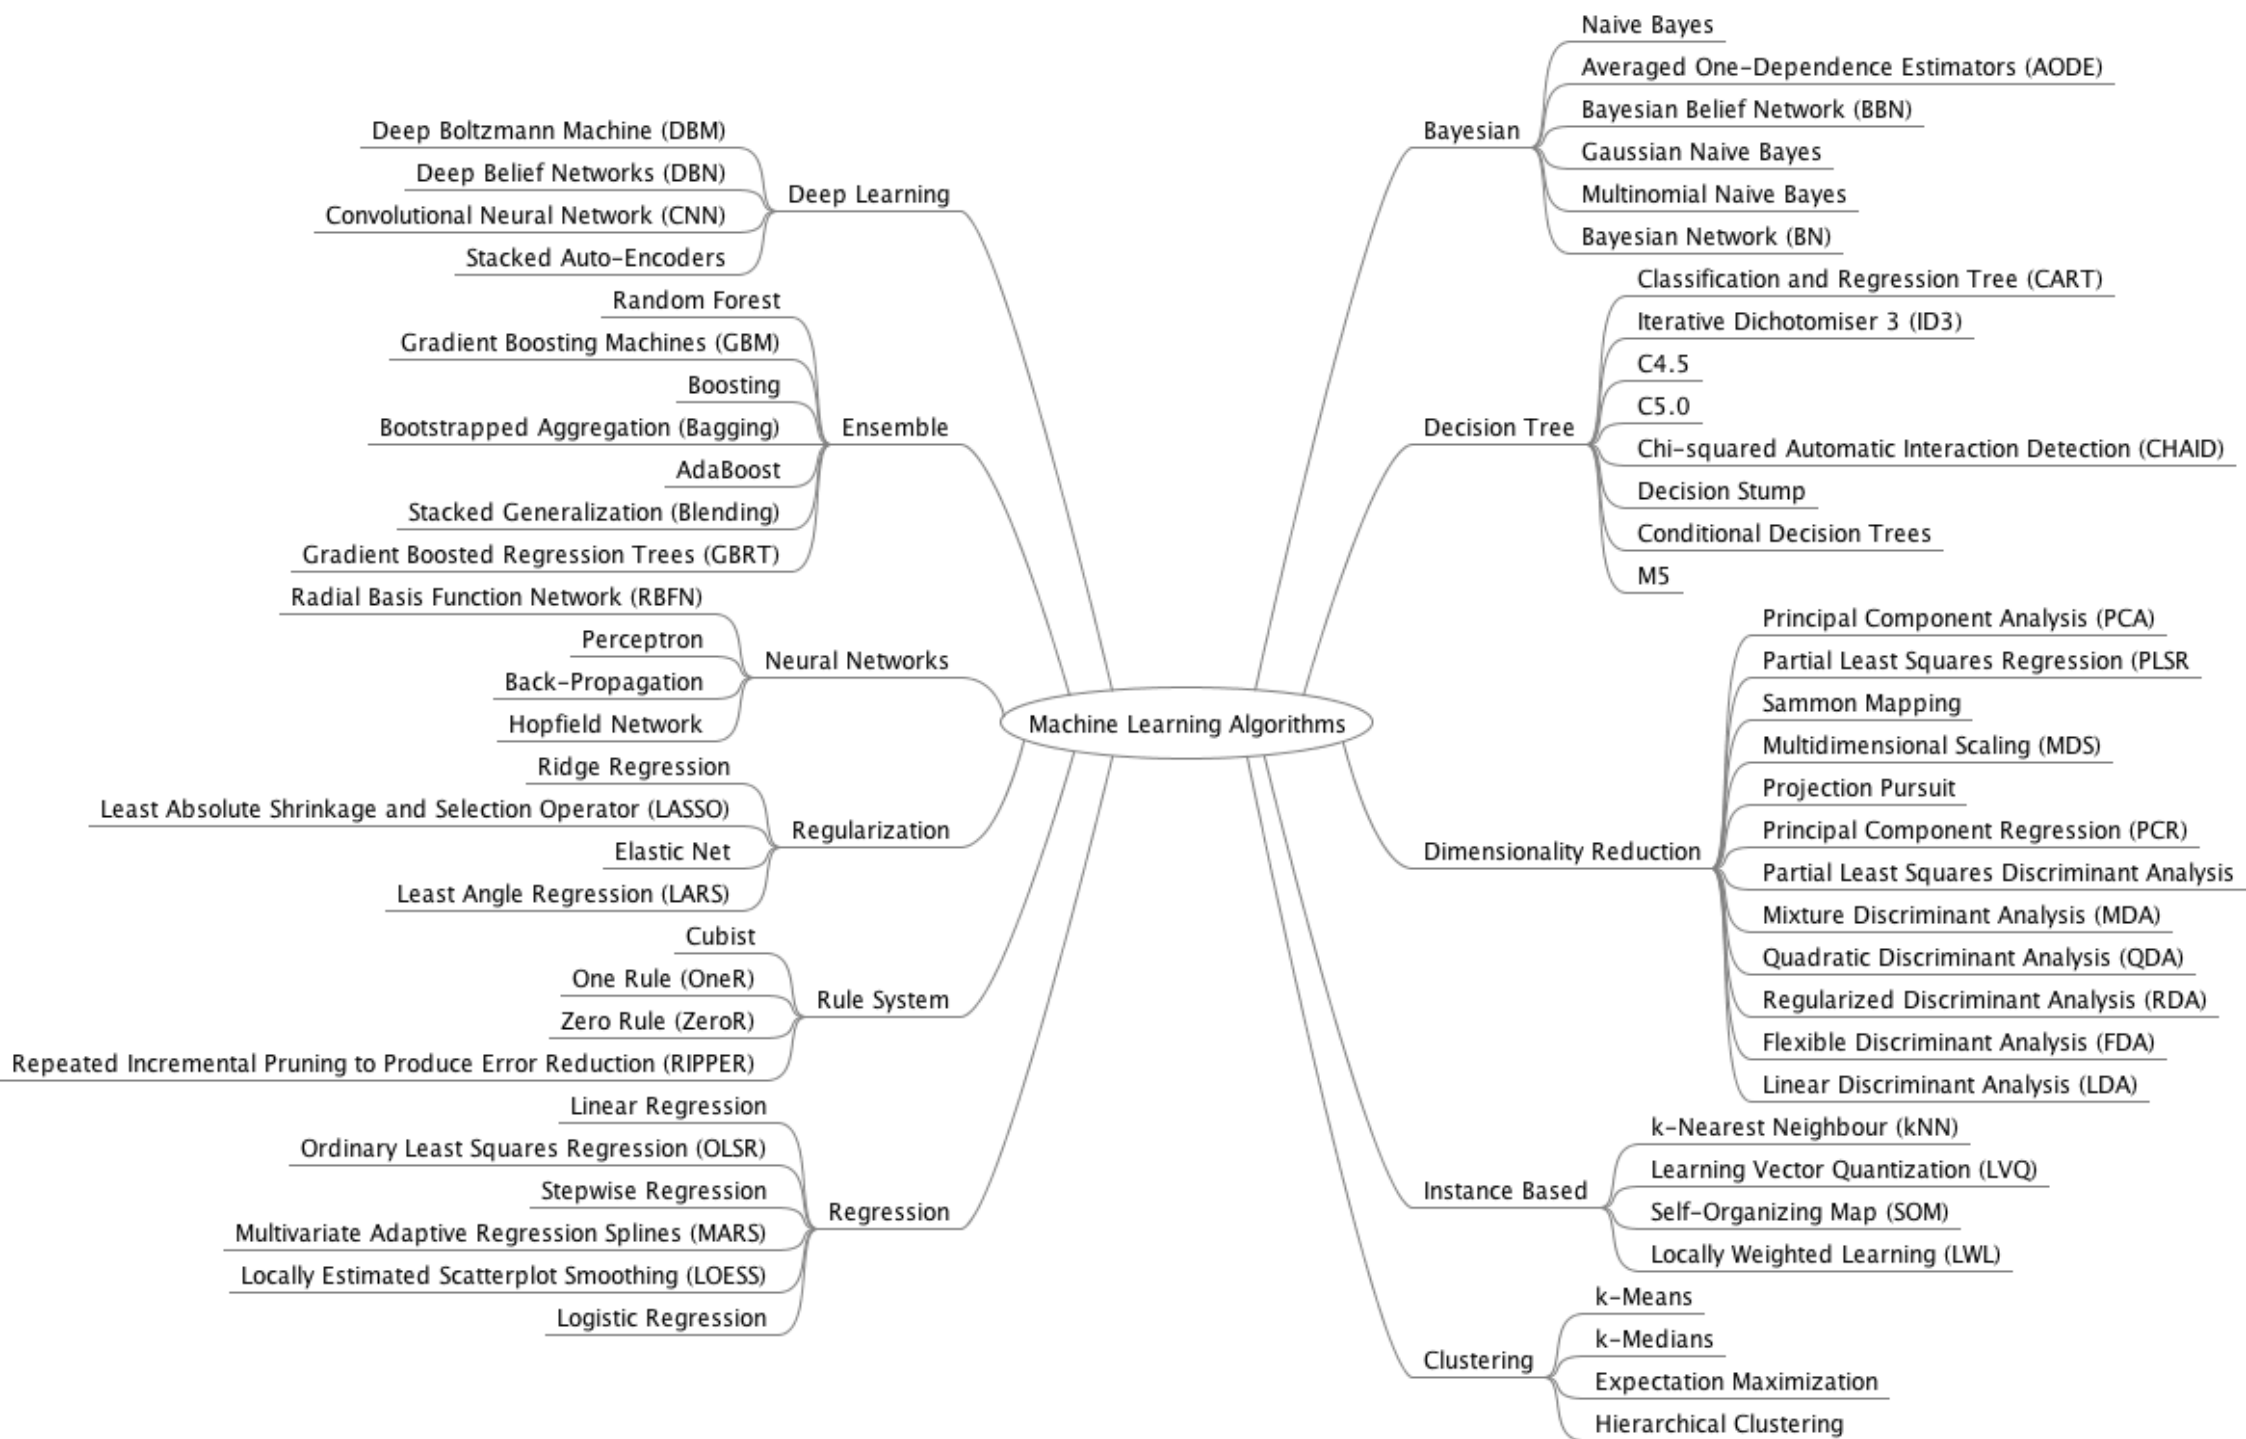 Deep Learning
Deep Boltzmann Machine (DBM)
Deep Belief Networks (DBN)
Convolutional Neural Network (CNN)
Stacked Auto-Encoders
Ensemble
Random Forest
Gradient Boosting Machines (GBM)
Boosting
Bootstrapped Aggregation (Bagging)
AdaBoost
Stacked Generalization (Blending)
Gradient Boosted Regression Trees (GBRT)
Neural Networks
Radial Basis Function Network (RBFN)
Perceptron
Back-Propagation
Hopfield Network
Regularization
Ridge Regression
Least Absolute Shrinkage and Selection Operator (LASSO)
Elastic Net
Least Angle Regression (LARS)
Rule System
Cubist
One Rule (OneR)
Zero Rule (ZeroR)
Repeated Incremental Pruning to Produce Error Reduction (RIPPER)
Regression
Linear Regression
Ordinary Least Squares Regression (OLSR)
Stepwise Regression
Multivariate Adaptive Regression Splines (MARS)
Locally Estimated Scatterplot Smoothing (LOESS)
Logistic Regression
Machine Learning Algorithms
Bayesian
Naive Bayes
Averaged One-Dependence Estimators (AODE)
Bayesian Belief Network (BBN)
Gaussian Naive Bayes
Multinomial Naive Bayes
Bayesian Network (BN)
Decision Tree
Classification and Regression Tree (CART)
Iterative Dichotomiser 3 (ID3)
C4.5
C5.0
Chi-squared Automatic Interaction Detection (CHAID)
Decision Stump
Conditional Decision Trees
M5
Dimensionality Reduction
Principal Component Analysis (PCA)
Partial Least Squares Regression (PLSR
Sammon Mapping
Multidimensional Scaling (MDS)
Projection Pursuit
Principal Component Regression (PCR)
Partial Least Squares Discriminant Analysis
Mixture Discriminant Analysis (MDA)
Quadratic Discriminant Analysis (QDA)
Regularized Discriminant Analysis (RDA)
Flexible Discriminant Analysis (FDA)
Linear Discriminant Analysis (LDA)
Instance Based
k-Nearest Neighbour (kNN)
Learning Vector Quantization (LVQ)
Self-Organizing Map (SOM)
Locally Weighted Learning (LWL)
Clustering
k-Means
k-Medians
Expectation Maximization
Hierarchical Clustering